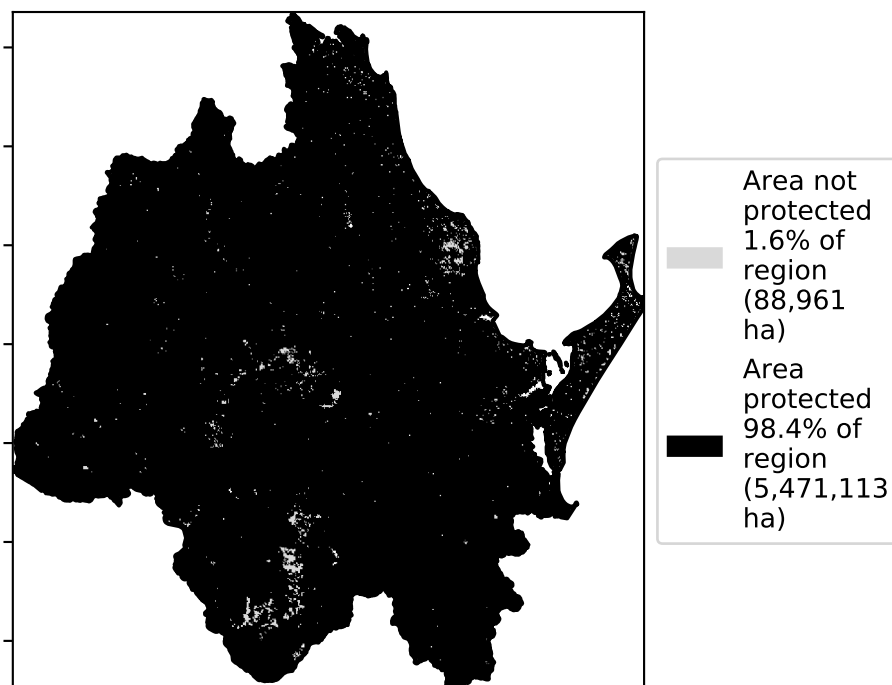 Area not
protected
1.6% of
region
(88,961
ha)
Area
protected
98.4% of
region
(5,471,113
ha)